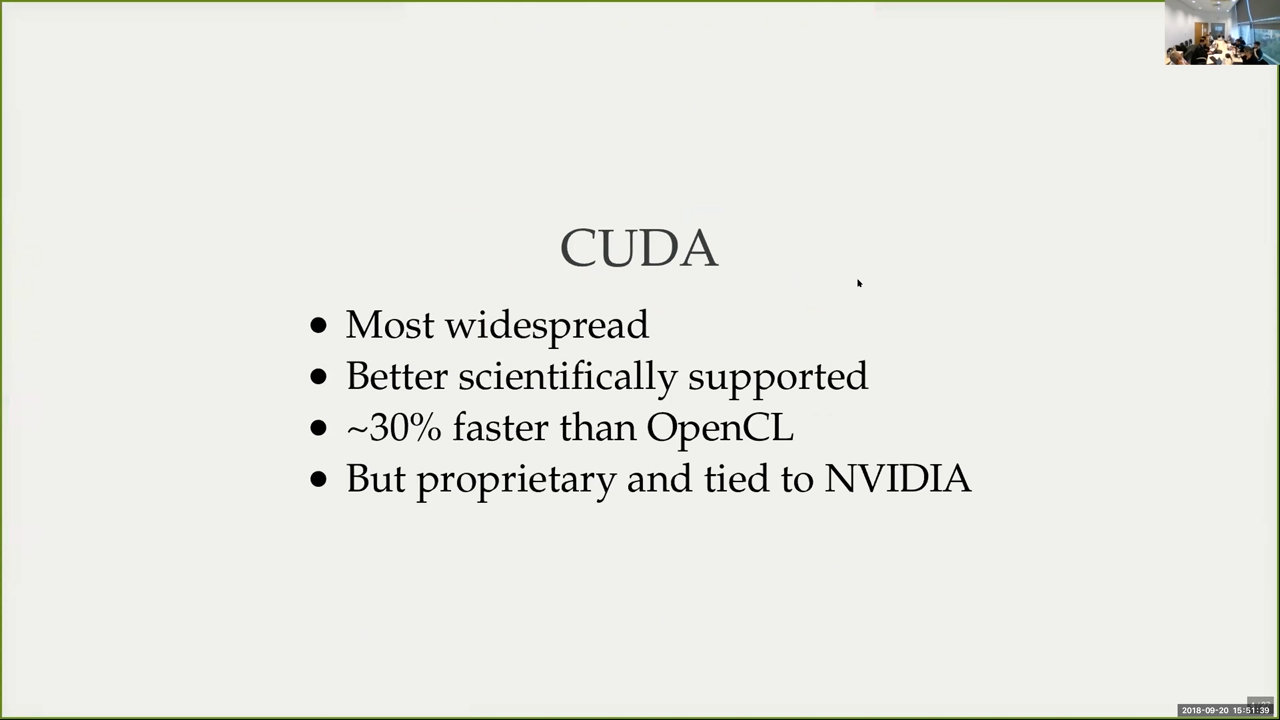 CUDA
• Most widespread
• Better scientifically supported
• ~30% faster than OpenCL
• But proprietary and tied to NVIDIA
2018-09-20 15:51:39